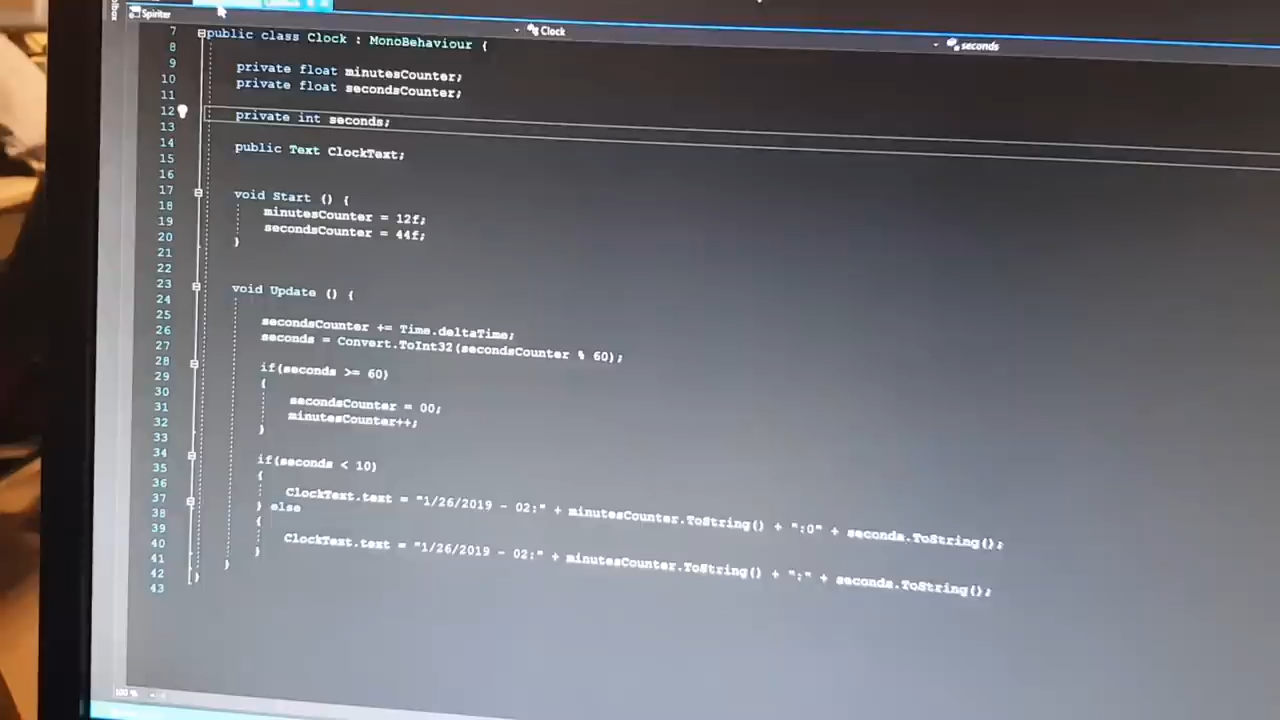 Spiriter
Clock
seconds
7 public class Clock : MonoBehaviour {
8
9 private float minutesCounter;
10 private float secondsCounter;
11
12 private int seconds;
13
14 public Text ClockText;
15
16
17 void Start () {
18 minutesCounter = 12f;
19 secondsCounter = 44f;
20 }
21
22
23 void Update () {
24
25 secondsCounter += Time.deltaTime;
26 seconds = Convert.ToInt32(secondsCounter % 60);
27
28 if(seconds >= 60)
29 {
30 secondsCounter = 00;
31 minutesCounter++;
32 }
33
34 if(seconds < 10)
35 {
36 ClockText.text = "1/26/2019 - 02:" + minutesCounter.ToString() + ":0" + seconds.ToString();
37 } else
38 {
39 ClockText.text = "1/26/2019 - 02:" + minutesCounter.ToString() + ":" + seconds.ToString();
40 }
41 }
42 }
43
100 %